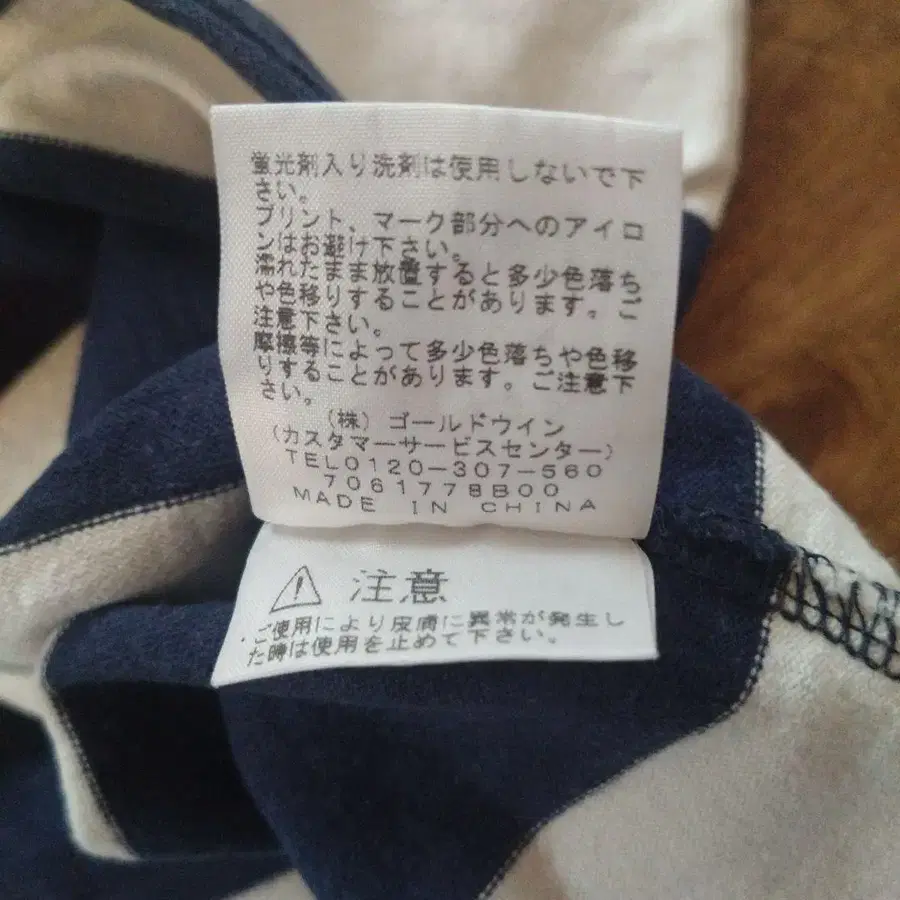 蛍光剤入り洗剤は使用しないで下
さい。
プリント、マーク部分へのアイロ
ンはお避け下さい。
濡れたまま放置すると多少色落ち
や色移りすることがあります。ご
注意下さい。
摩擦等によって多少色落ちや色移
りすることがあります。ご注意下
さい。
(株) ゴールドウイン
(カスタマーサービスセンター)
TEL0120-307-560
7061778B00
MADE IN CHINA
注意
ご使用により皮膚に異常が発生し
た時は使用を止めて下さい。